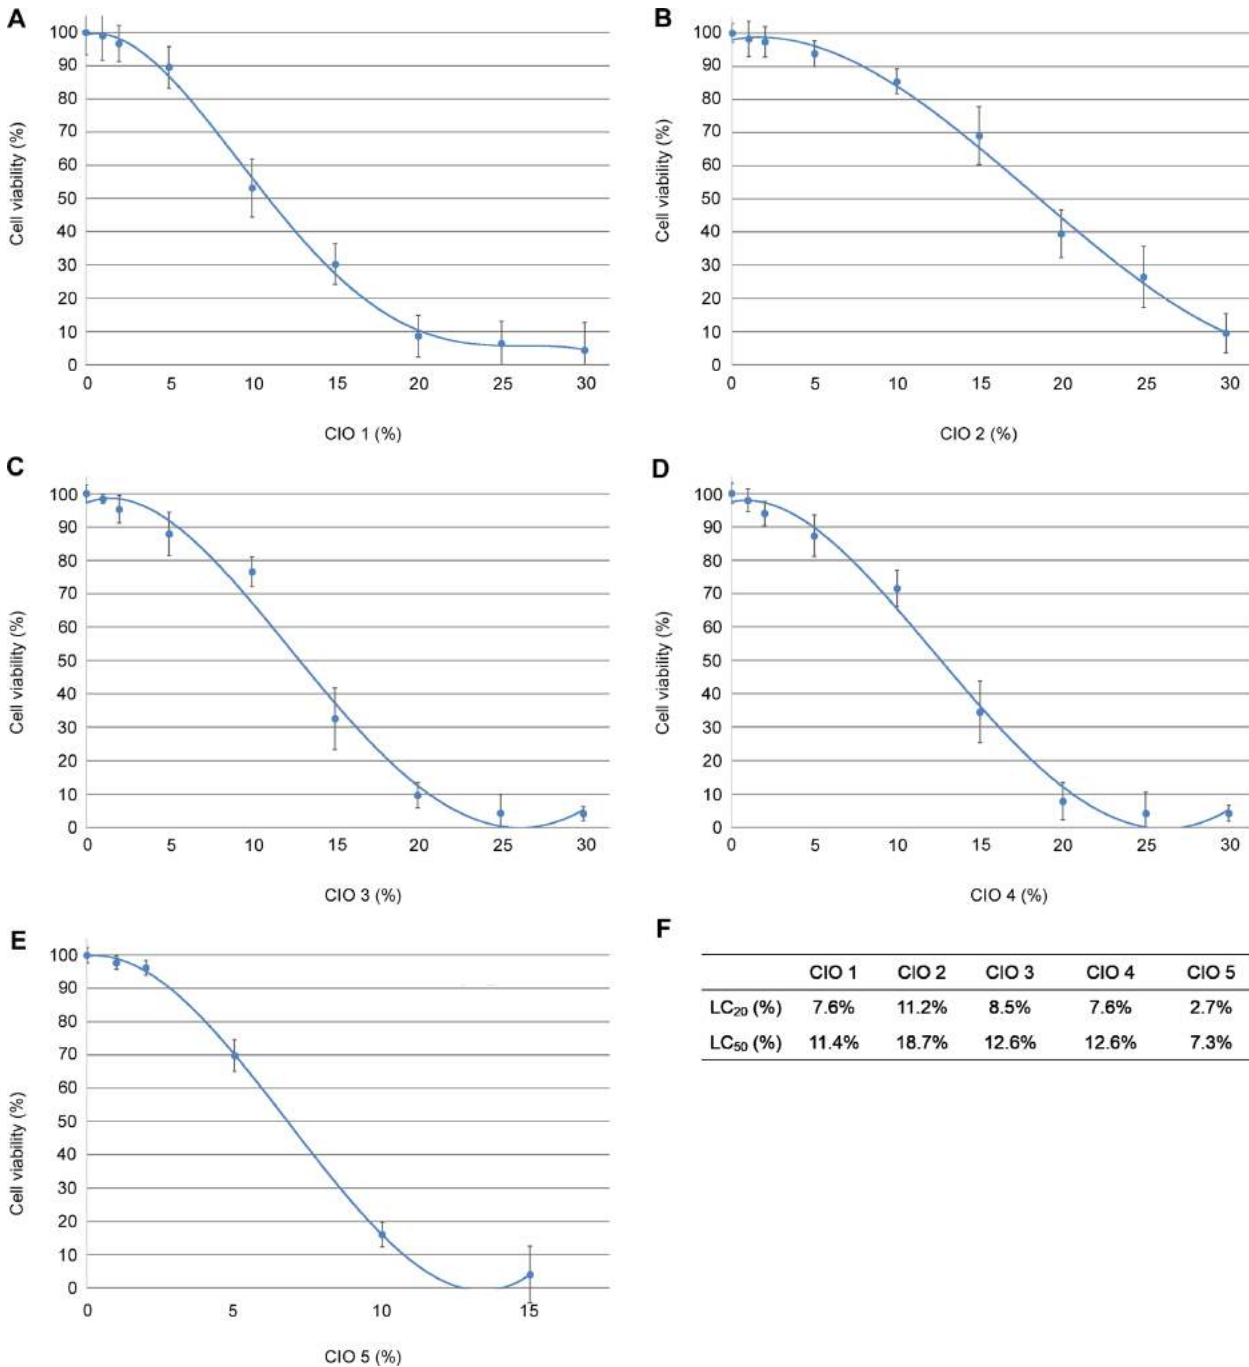 A
100
90
80
70
60
50
40
30
20
10
0
Cell viability (%)
0 5 10 15 20 25 30
CIO 1 (%)
B
100
90
80
70
60
50
40
30
20
10
0
Cell viability (%)
0 5 10 15 20 25 30
CIO 2 (%)
C
100
90
80
70
60
50
40
30
20
10
0
Cell viability (%)
0 5 10 15 20 25 30
CIO 3 (%)
D
100
90
80
70
60
50
40
30
20
10
0
Cell viability (%)
0 5 10 15 20 25 30
CIO 4 (%)
E
100
90
80
70
60
50
40
30
20
10
0
Cell viability (%)
0 5 10 15
CIO 5 (%)
F
CIO 1 CIO 2 CIO 3 CIO 4 CIO 5
LC₂₀ (%) 7.6% 11.2% 8.5% 7.6% 2.7%
LC₅₀ (%) 11.4% 18.7% 12.6% 12.6% 7.3%